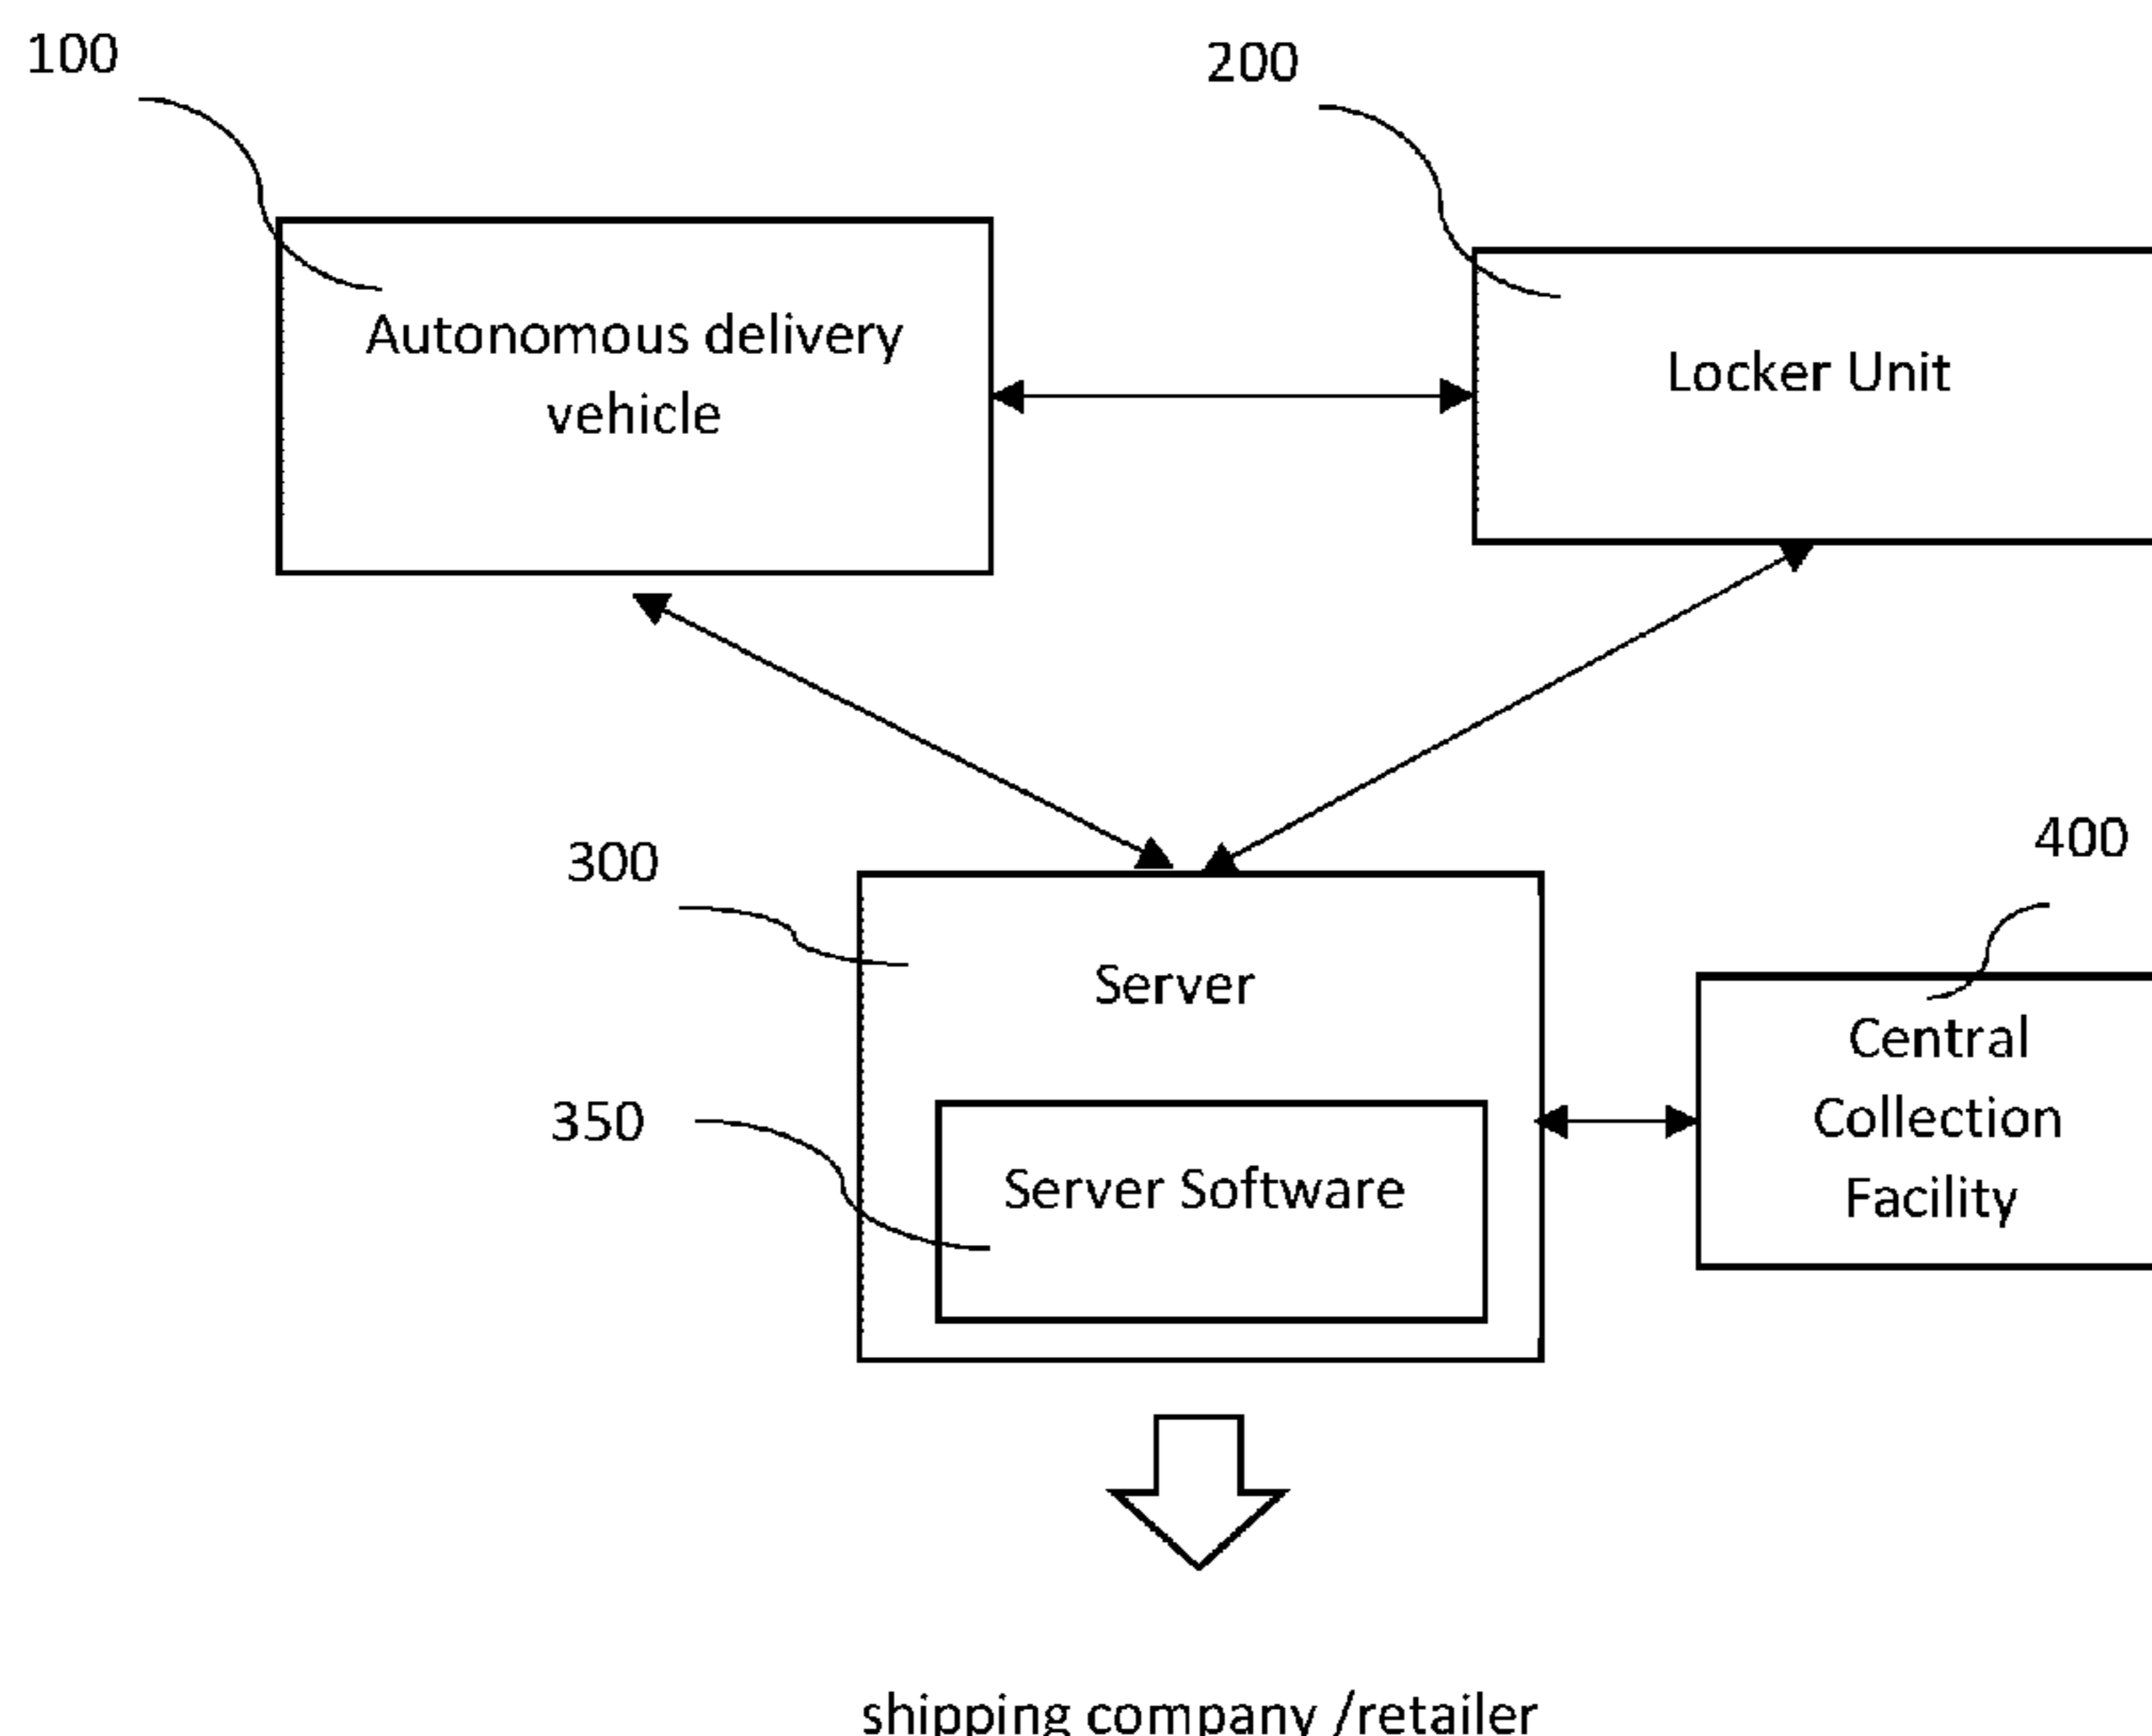 100
200
Autonomous delivery
vehicle
Locker Unit
300
400
Server
Central
Collection
Facility
350
Server Software
shipping company /retailer